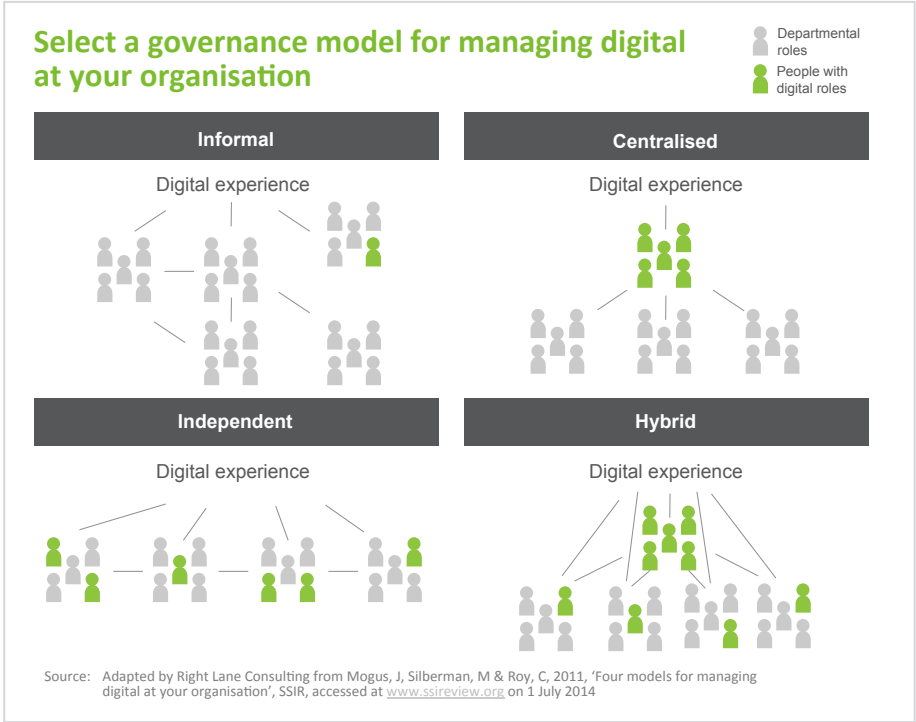 Select a governance model for managing digital
at your organisation
Departmental
roles
People with
digital roles
Informal
Centralised
Digital experience
Digital experience
Independent
Hybrid
Digital experience
Digital experience
Source: Adapted by Right Lane Consulting from Mogus, J, Silberman, M & Roy, C, 2011, ‘Four models for managing
digital at your organisation’, SSIR, accessed at www.ssireview.org on 1 July 2014